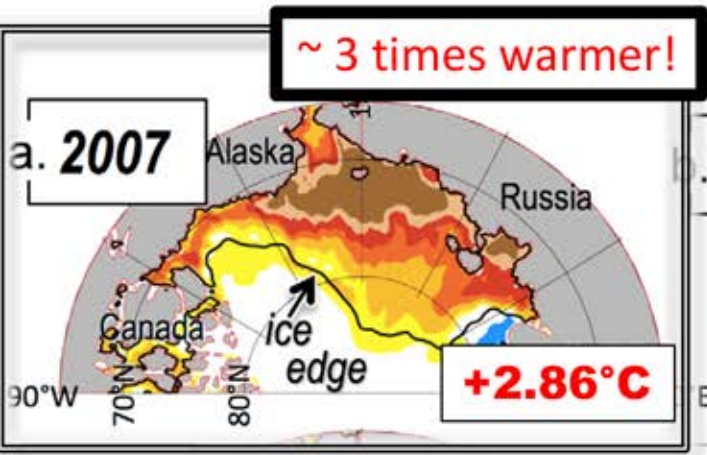 ~ 3 times warmer!
a. 2007
Alaska
b.
Russia
Canada
ice
edge
+2.86°C
90°W
70°N
80°N